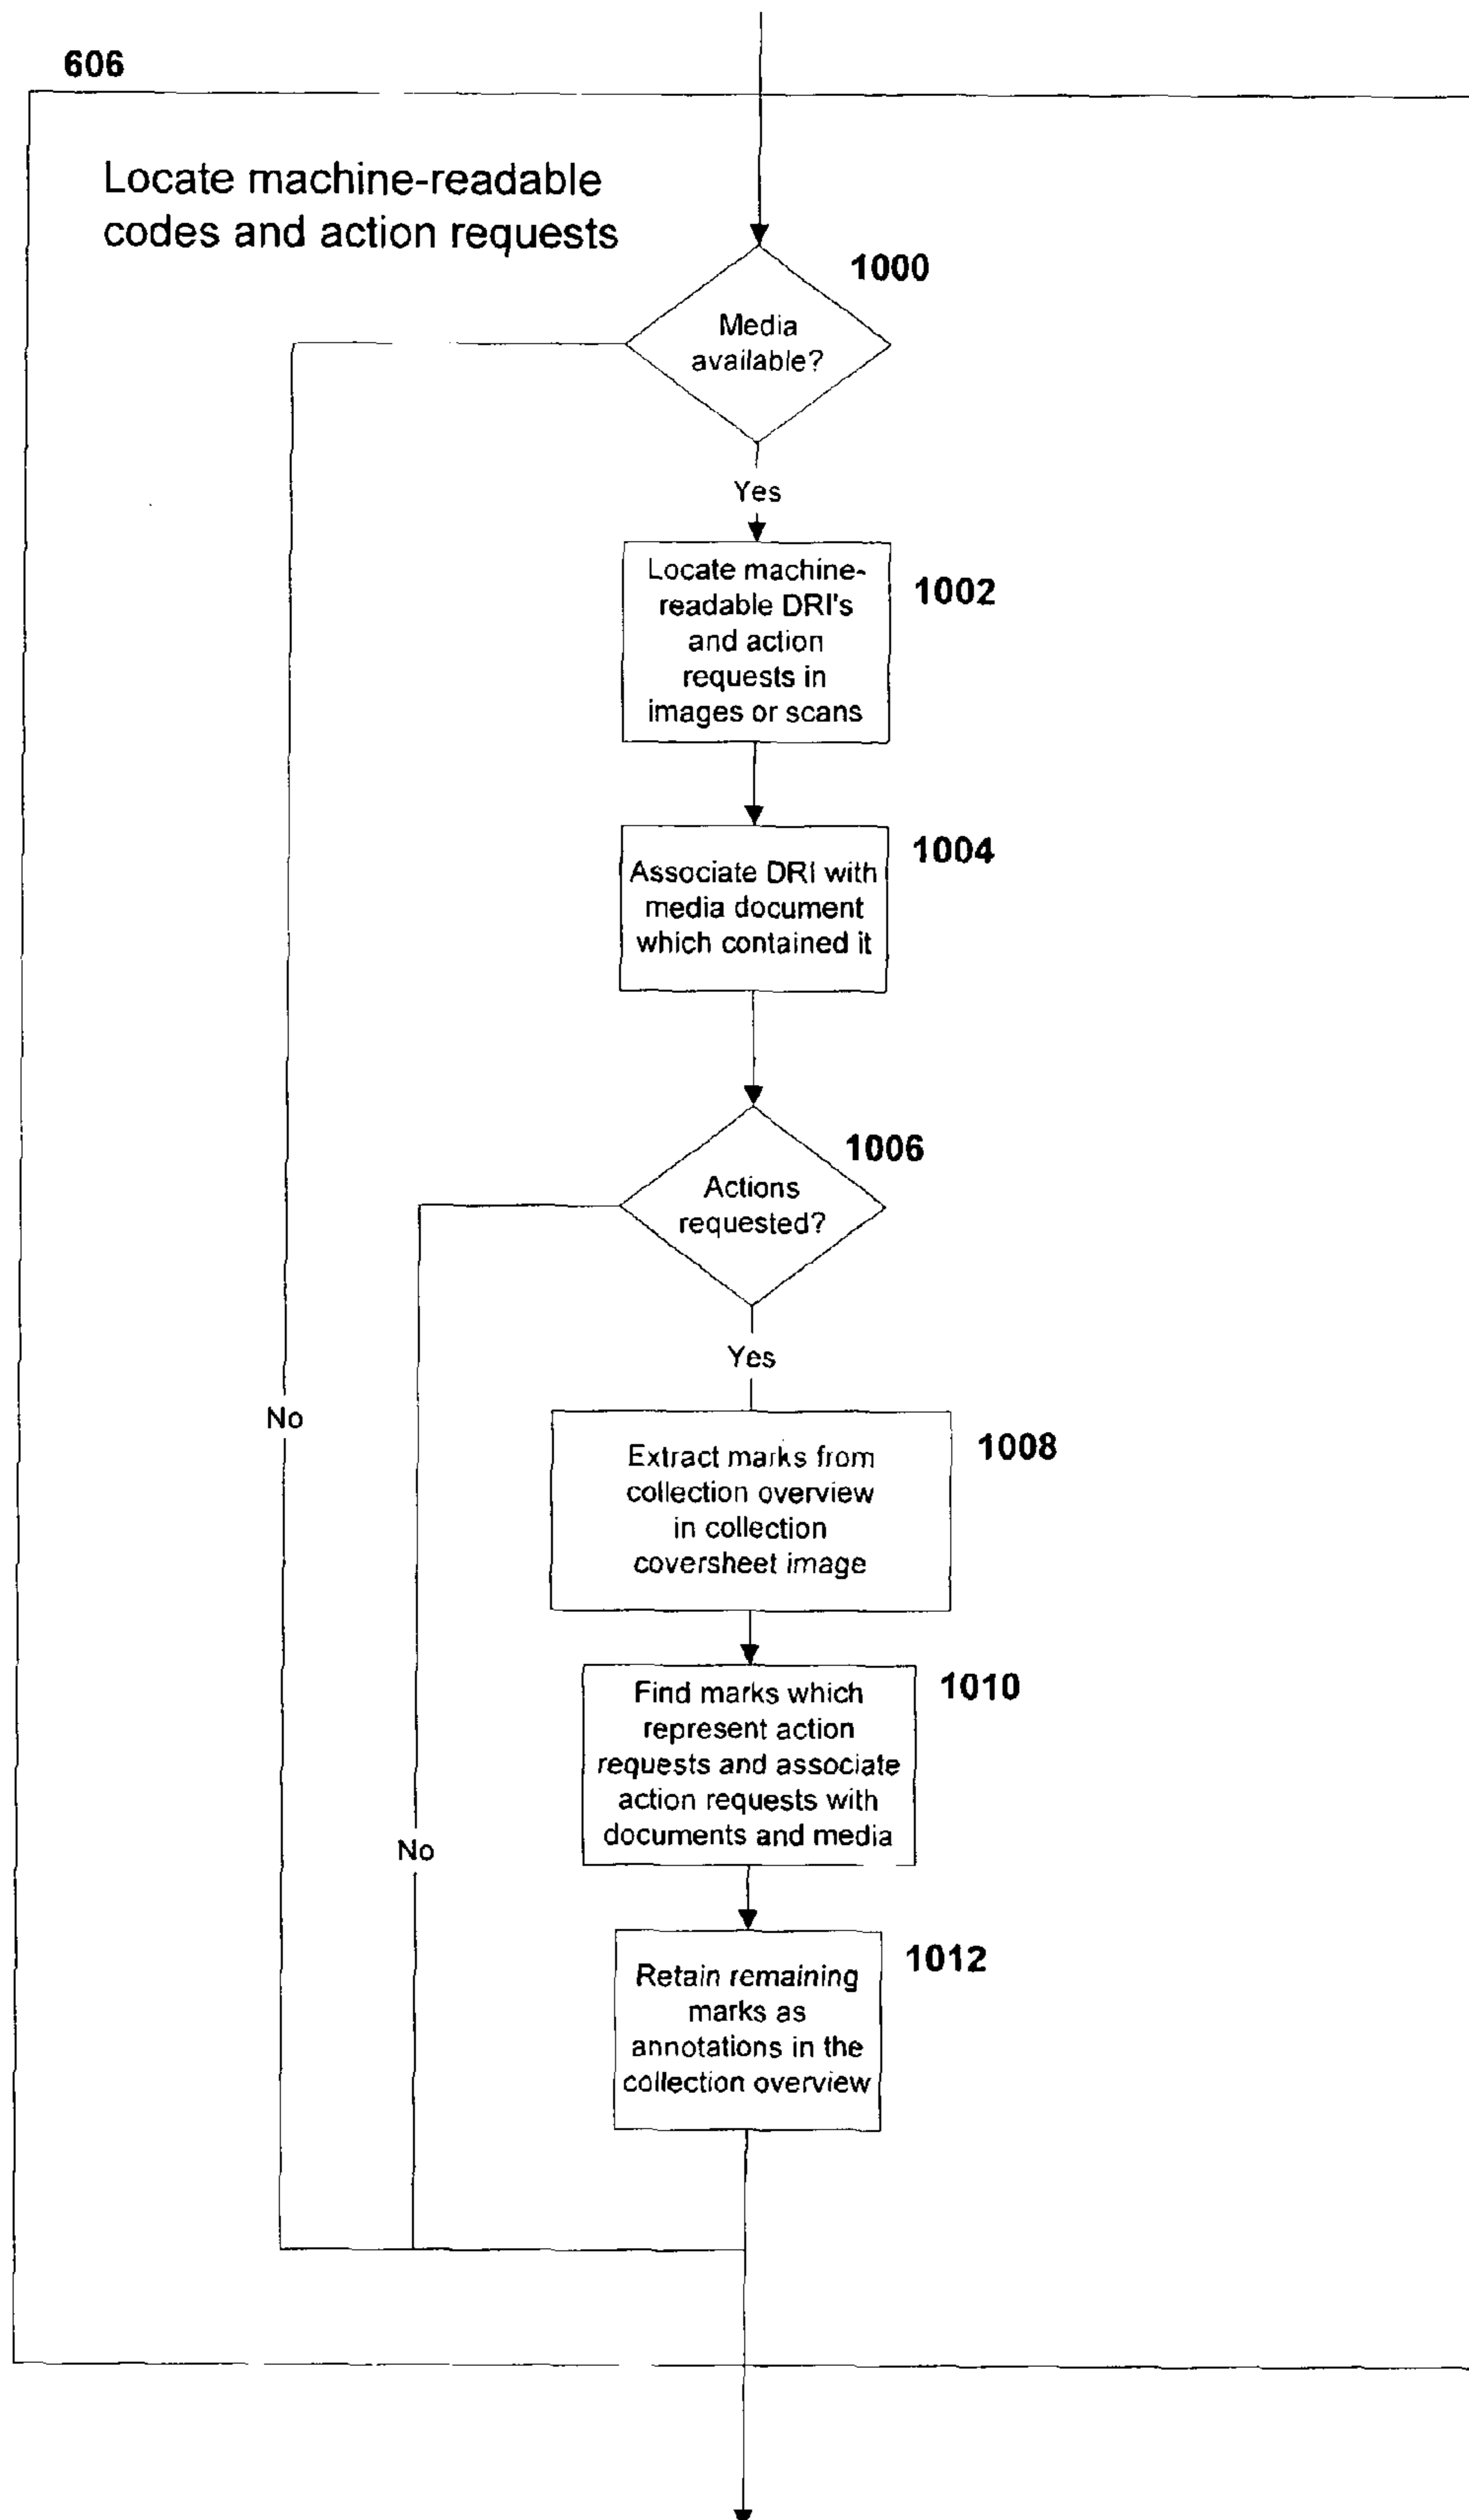 606
Locate machine-readable
codes and action requests
1000
Media
available?
Yes
Locate machine-
readable DRI's
and action
requests in
images or scans
1002
Associate DRI with
media document
which contained it
1004
Actions
requested?
1006
Yes
Extract marks from
collection overview
in collection
coversheet image
1008
No
Find marks which
represent action
requests and associate
action requests with
documents and media
1010
No
Retain remaining
marks as
annotations in the
collection overview
1012